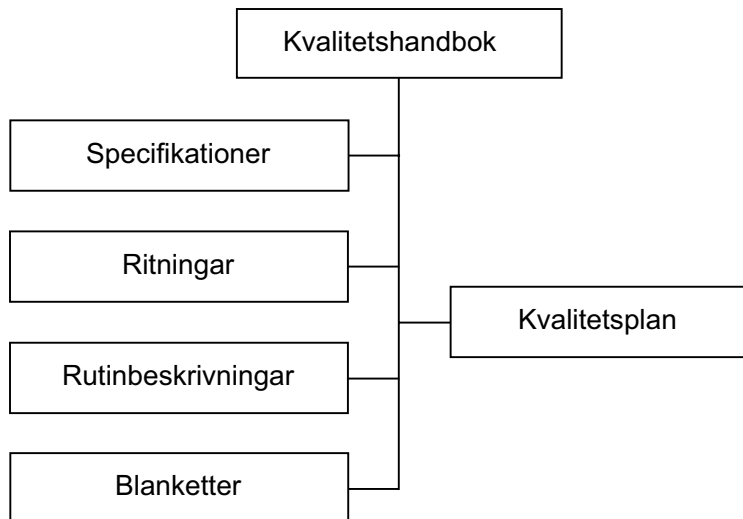 Kvalitetshandbok
Specifikationer
Ritningar
Kvalitetsplan
Rutinbeskrivningar
Blanketter